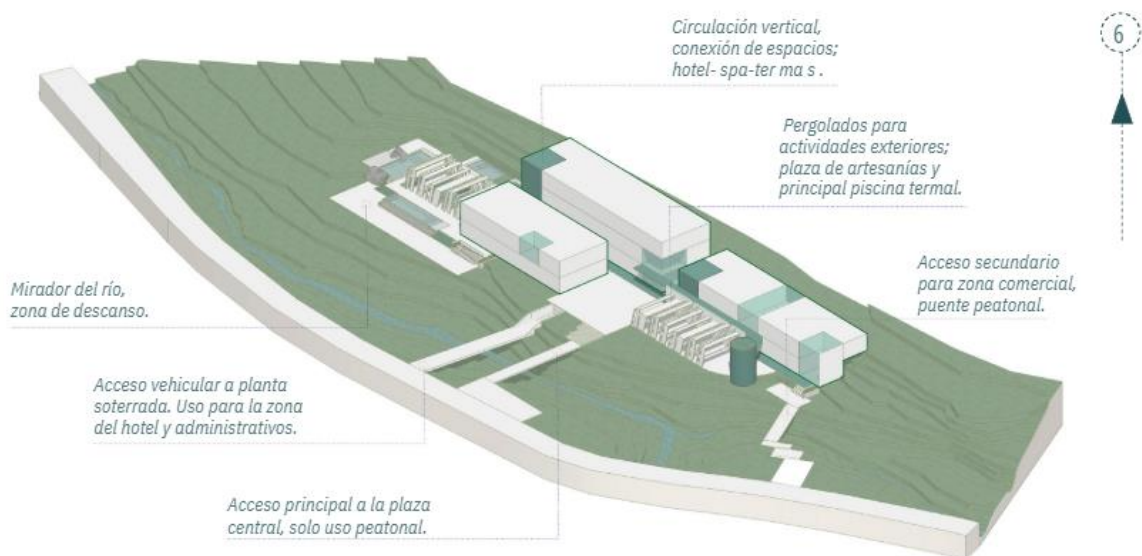 Circulación vertical,
conexión de espacios;
hotel- spa-ter ma s .
6
Pergolados para
actividades exteriores;
plaza de artesanías y
principal piscina termal.
Acceso secundario
para zona comercial,
puente peatonal.
Mirador del río,
zona de descanso.
Acceso vehicular a planta
soterrada. Uso para la zona
del hotel y administrativos.
Acceso principal a la plaza
central, solo uso peatonal.